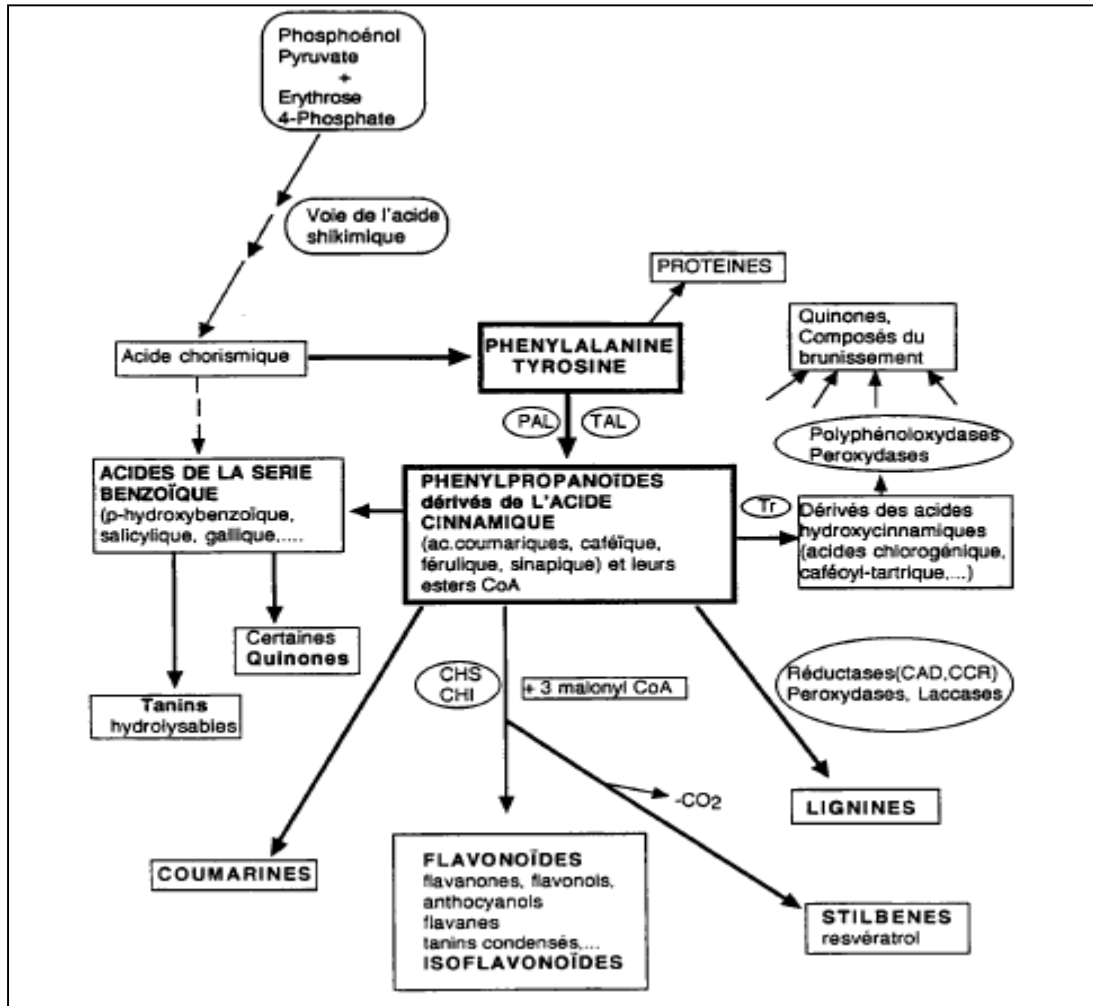 Phosphoénol
Pyruvate
+
Erythrose
4-Phosphate
Voie de l'acide
shikimique
PROTEINES
Acide chorismique
PHENYLALANINE
TYROSINE
Quinones,
Composés du
brunissement
PAL
TAL
Polyphénoloxydases
Peroxydases
ACIDES DE LA SERIE
BENZOÏQUE
(p-hydroxybenzoïque,
salicylique, gallique,....
PHENYLPROPANOïDES
dérivés de L'ACIDE
CINNAMIQUE
(ac.coumariques, caféïque,
férulique, sinapique) et leurs
esters CoA
Tr
Dérivés des acides
hydroxycinnamiques
(acides chlorogénique,
caféoyl-tartrique,...)
Certaines
Quinones
Tanins
hydrolysables
CHS
CHI
+ 3 malonyl CoA
Réductases(CAD,CCR)
Peroxydases, Laccases
-CO2
LIGNINES
COUMARINES
FLAVONOÏDES
flavanones, flavonols,
anthocyanols
flavanes
tanins condensés,...
ISOFLAVONOÏDES
STILBENES
resvératrol